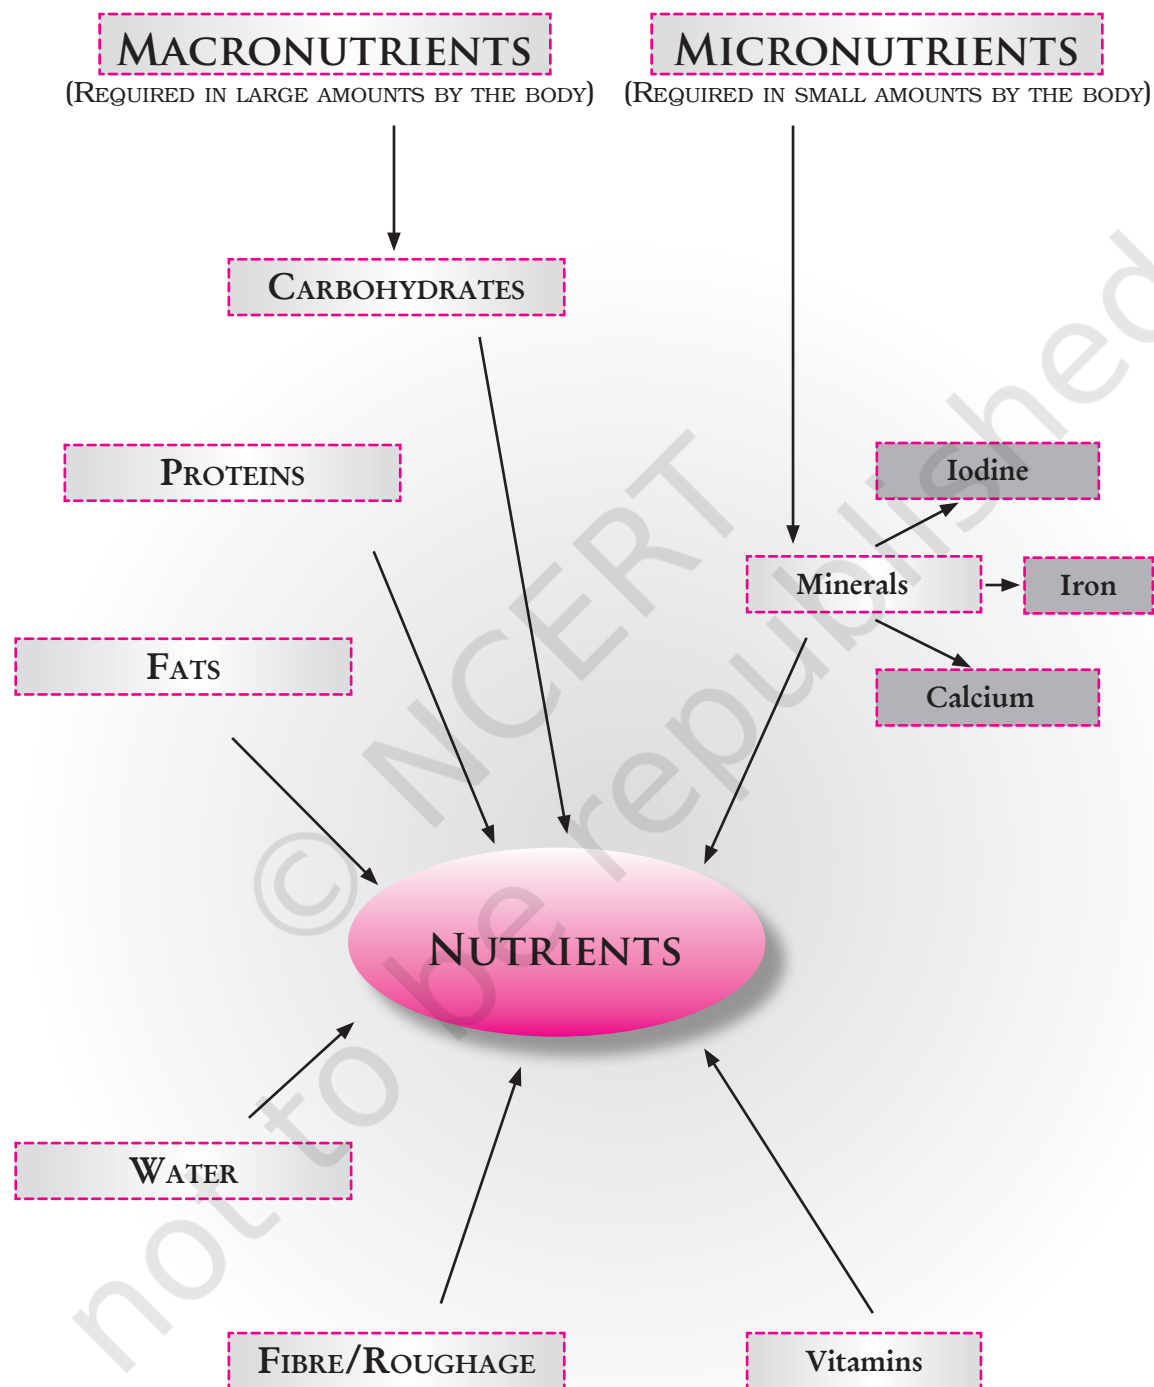 MACRONUTRIENTS
(REQUIRED IN LARGE AMOUNTS BY THE BODY)
MICRONUTRIENTS
(REQUIRED IN SMALL AMOUNTS BY THE BODY)
CARBOHYDRATES
PROTEINS
Iodine
Minerals
Iron
FATS
Calcium
NUTRIENTS
WATER
FIBRE/ROUGHAGE
Vitamins
© NCERT
not to be republished